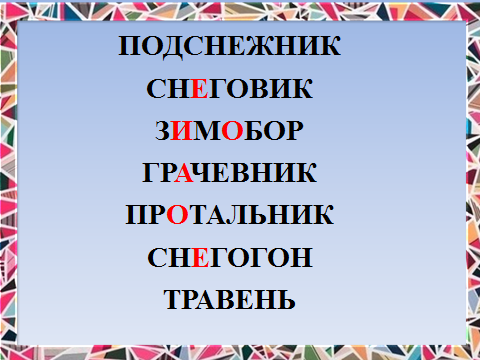 ПОДСНЕЖНИК
СНЕГОВИК
ЗИМОБОР
ГРАЧЕВНИК
ПРОТАЛЬНИК
СНЕГОГОН
ТРАВЕНЬ